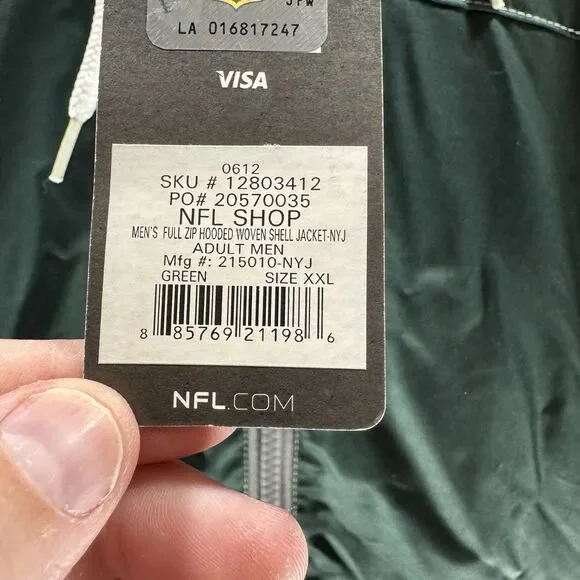 JPW
LA 016817247
VISA
0612
SKU # 12803412
PO# 20570035
NFL SHOP
MEN'S FULL ZIP HOODED WOVEN SHELL JACKET-NYJ
ADULT MEN
Mfg #: 215010-NYJ
GREEN SIZE XXL
8 85769 21198 6
NFL.COM